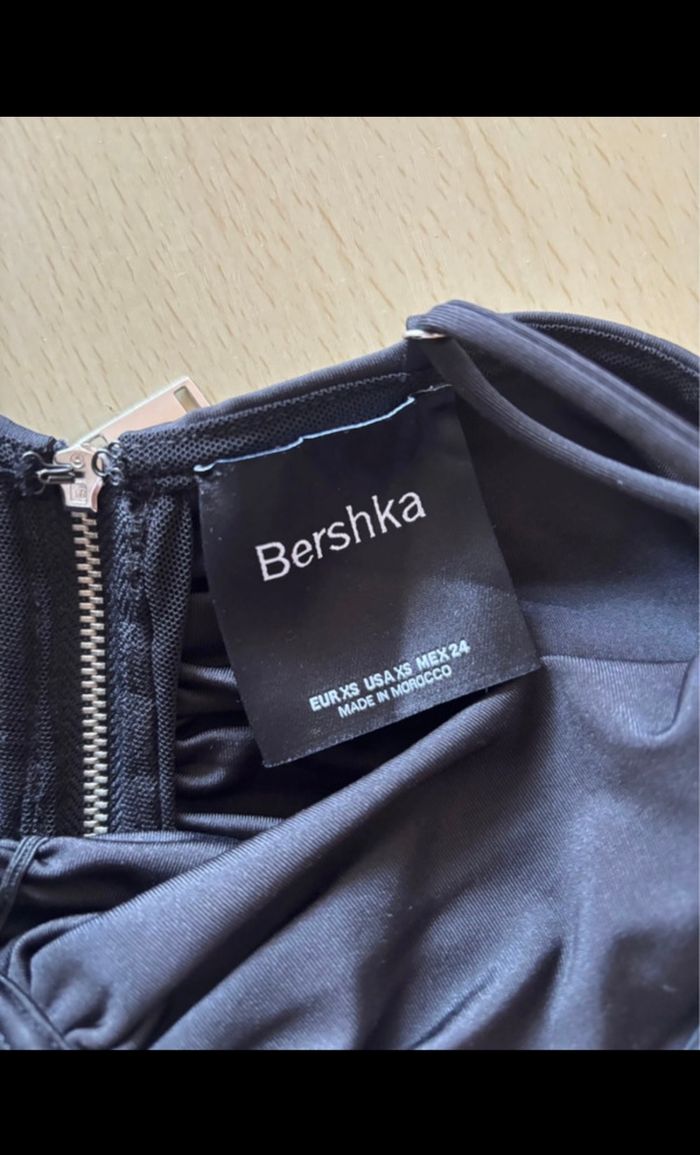 Bershka
EUR XS USA XS MEX 24
MADE IN MOROCCO